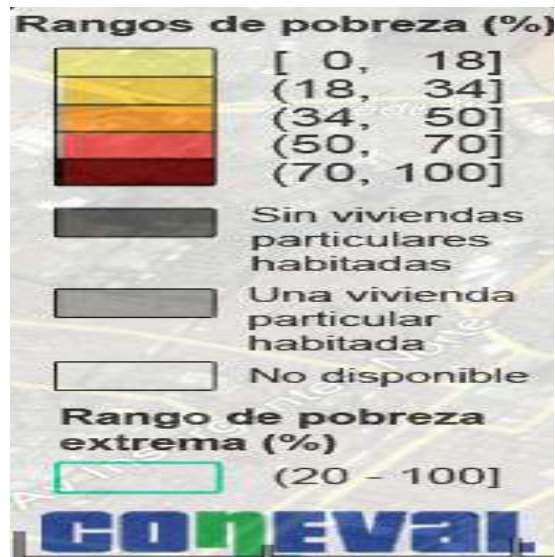 Rangos de pobreza (%)
[ 0, 18]
(18, 34]
(34, 50]
(50, 70]
(70, 100]
Sin viviendas
particulares
habitadas
Una vivienda
particular
habitada
No disponible
Rango de pobreza
extrema (%)
(20 - 100]
CONEVAL